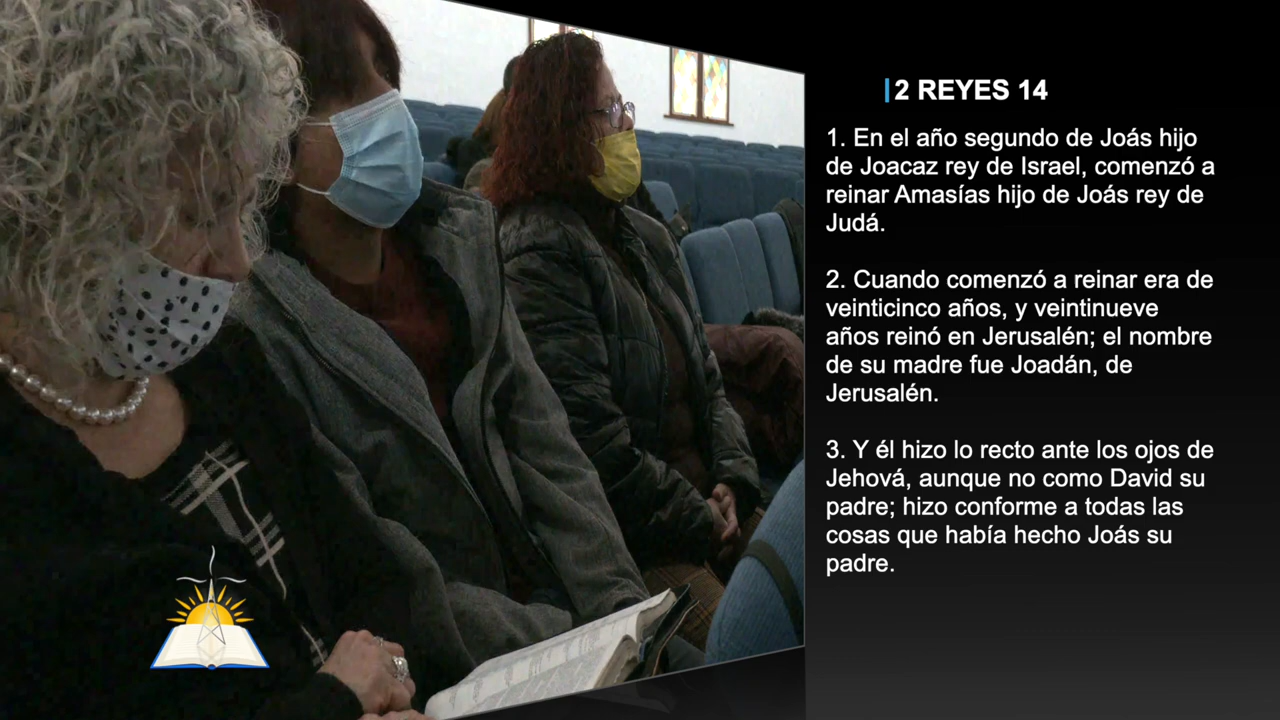 2 REYES 14
1. En el año segundo de Joás hijo
de Joacaz rey de Israel, comenzó a
reinar Amasías hijo de Joás rey de
Judá.
2. Cuando comenzó a reinar era de
veinticinco años, y veintinueve
años reinó en Jerusalén; el nombre
de su madre fue Joadán, de
Jerusalén.
3. Y él hizo lo recto ante los ojos de
Jehová, aunque no como David su
padre; hizo conforme a todas las
cosas que había hecho Joás su
padre.